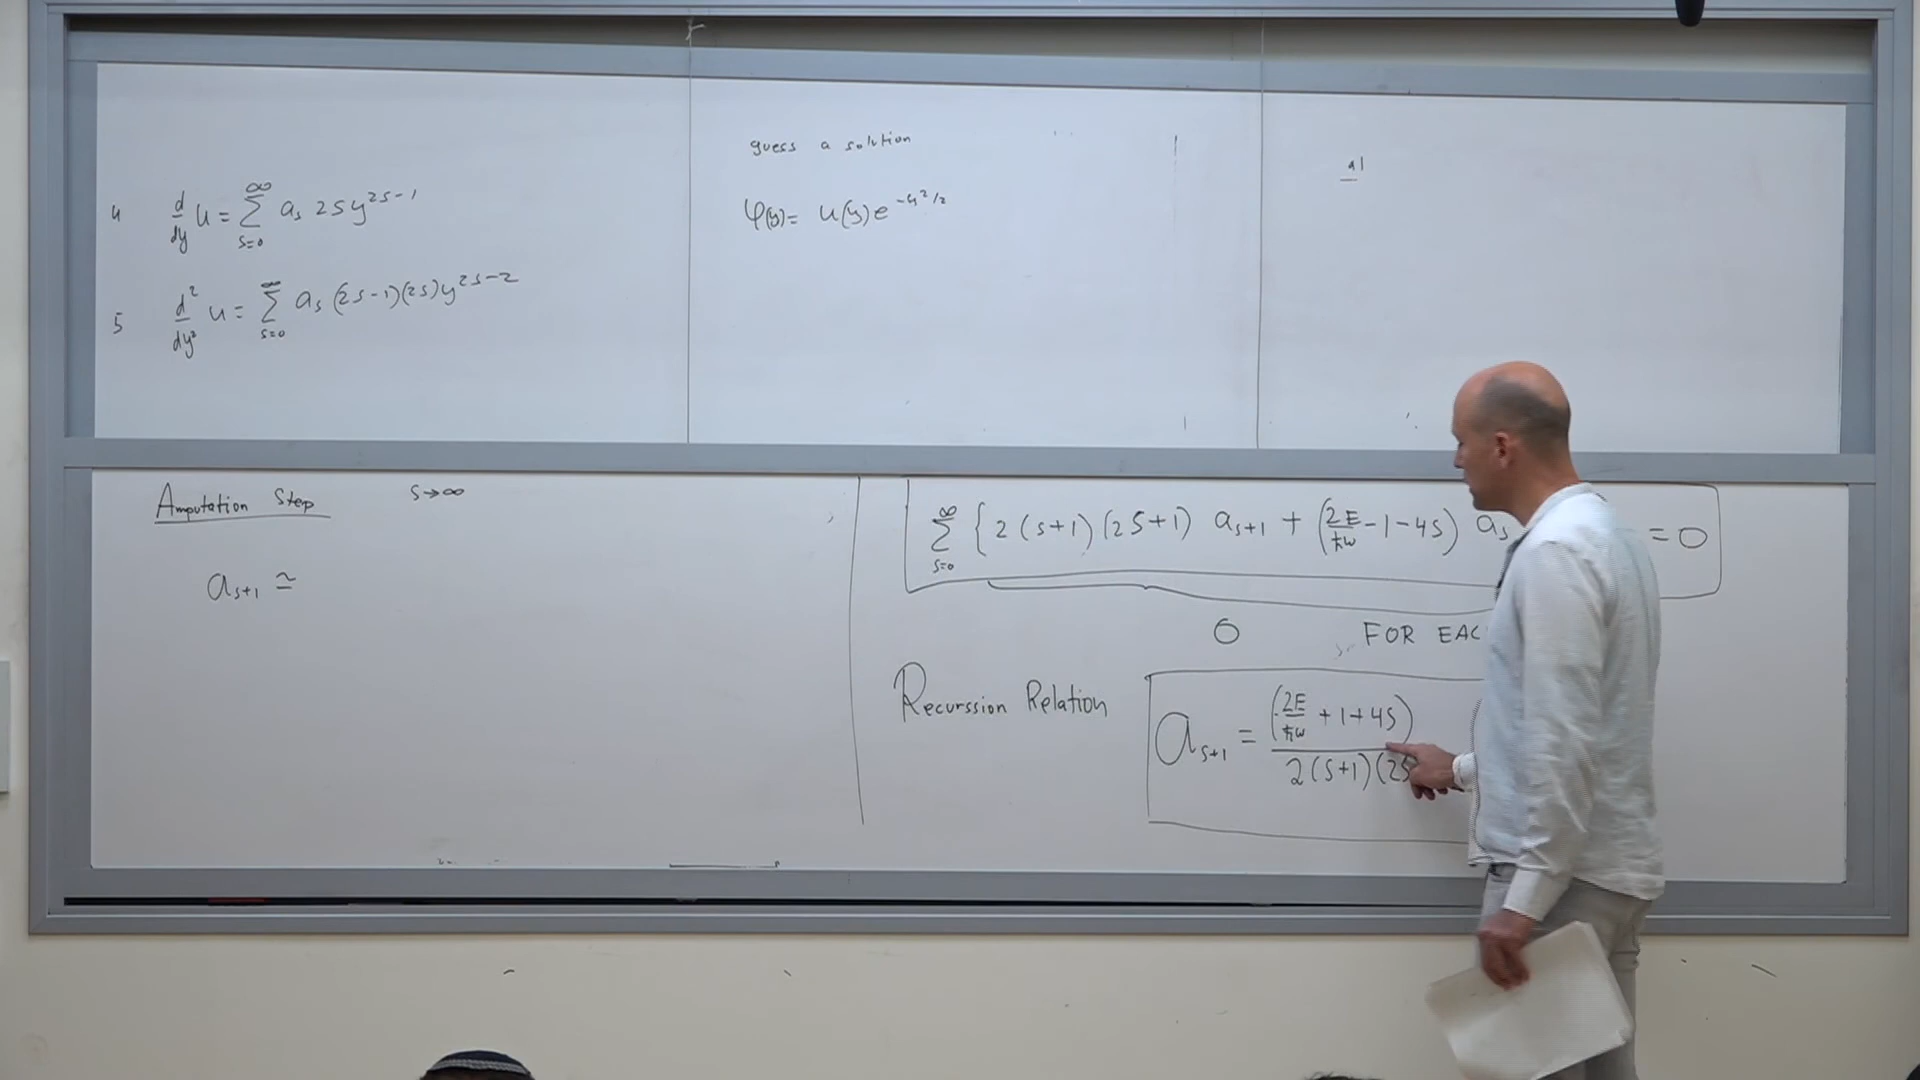 4 d/dy u = ∑_{s=0}^{∞} a_s 2s y^{2s-1}
5 d²/dy² u = ∑_{s=0}^{∞} a_s (2s-1)(2s) y^{2s-2}
guess a solution
φ(y) = u(y) e^{-y²/2}
al
Amputation Step s→∞
a_{s+1} ≃
∑_{s=0}^{∞} { 2(s+1)(2s+1) a_{s+1} + (2E/ħω - 1 - 4s) a_s = 0
0 FOR EAC
Recurssion Relation a_{s+1} = (2E/ħω + 1 + 4s) / 2(s+1)(2s